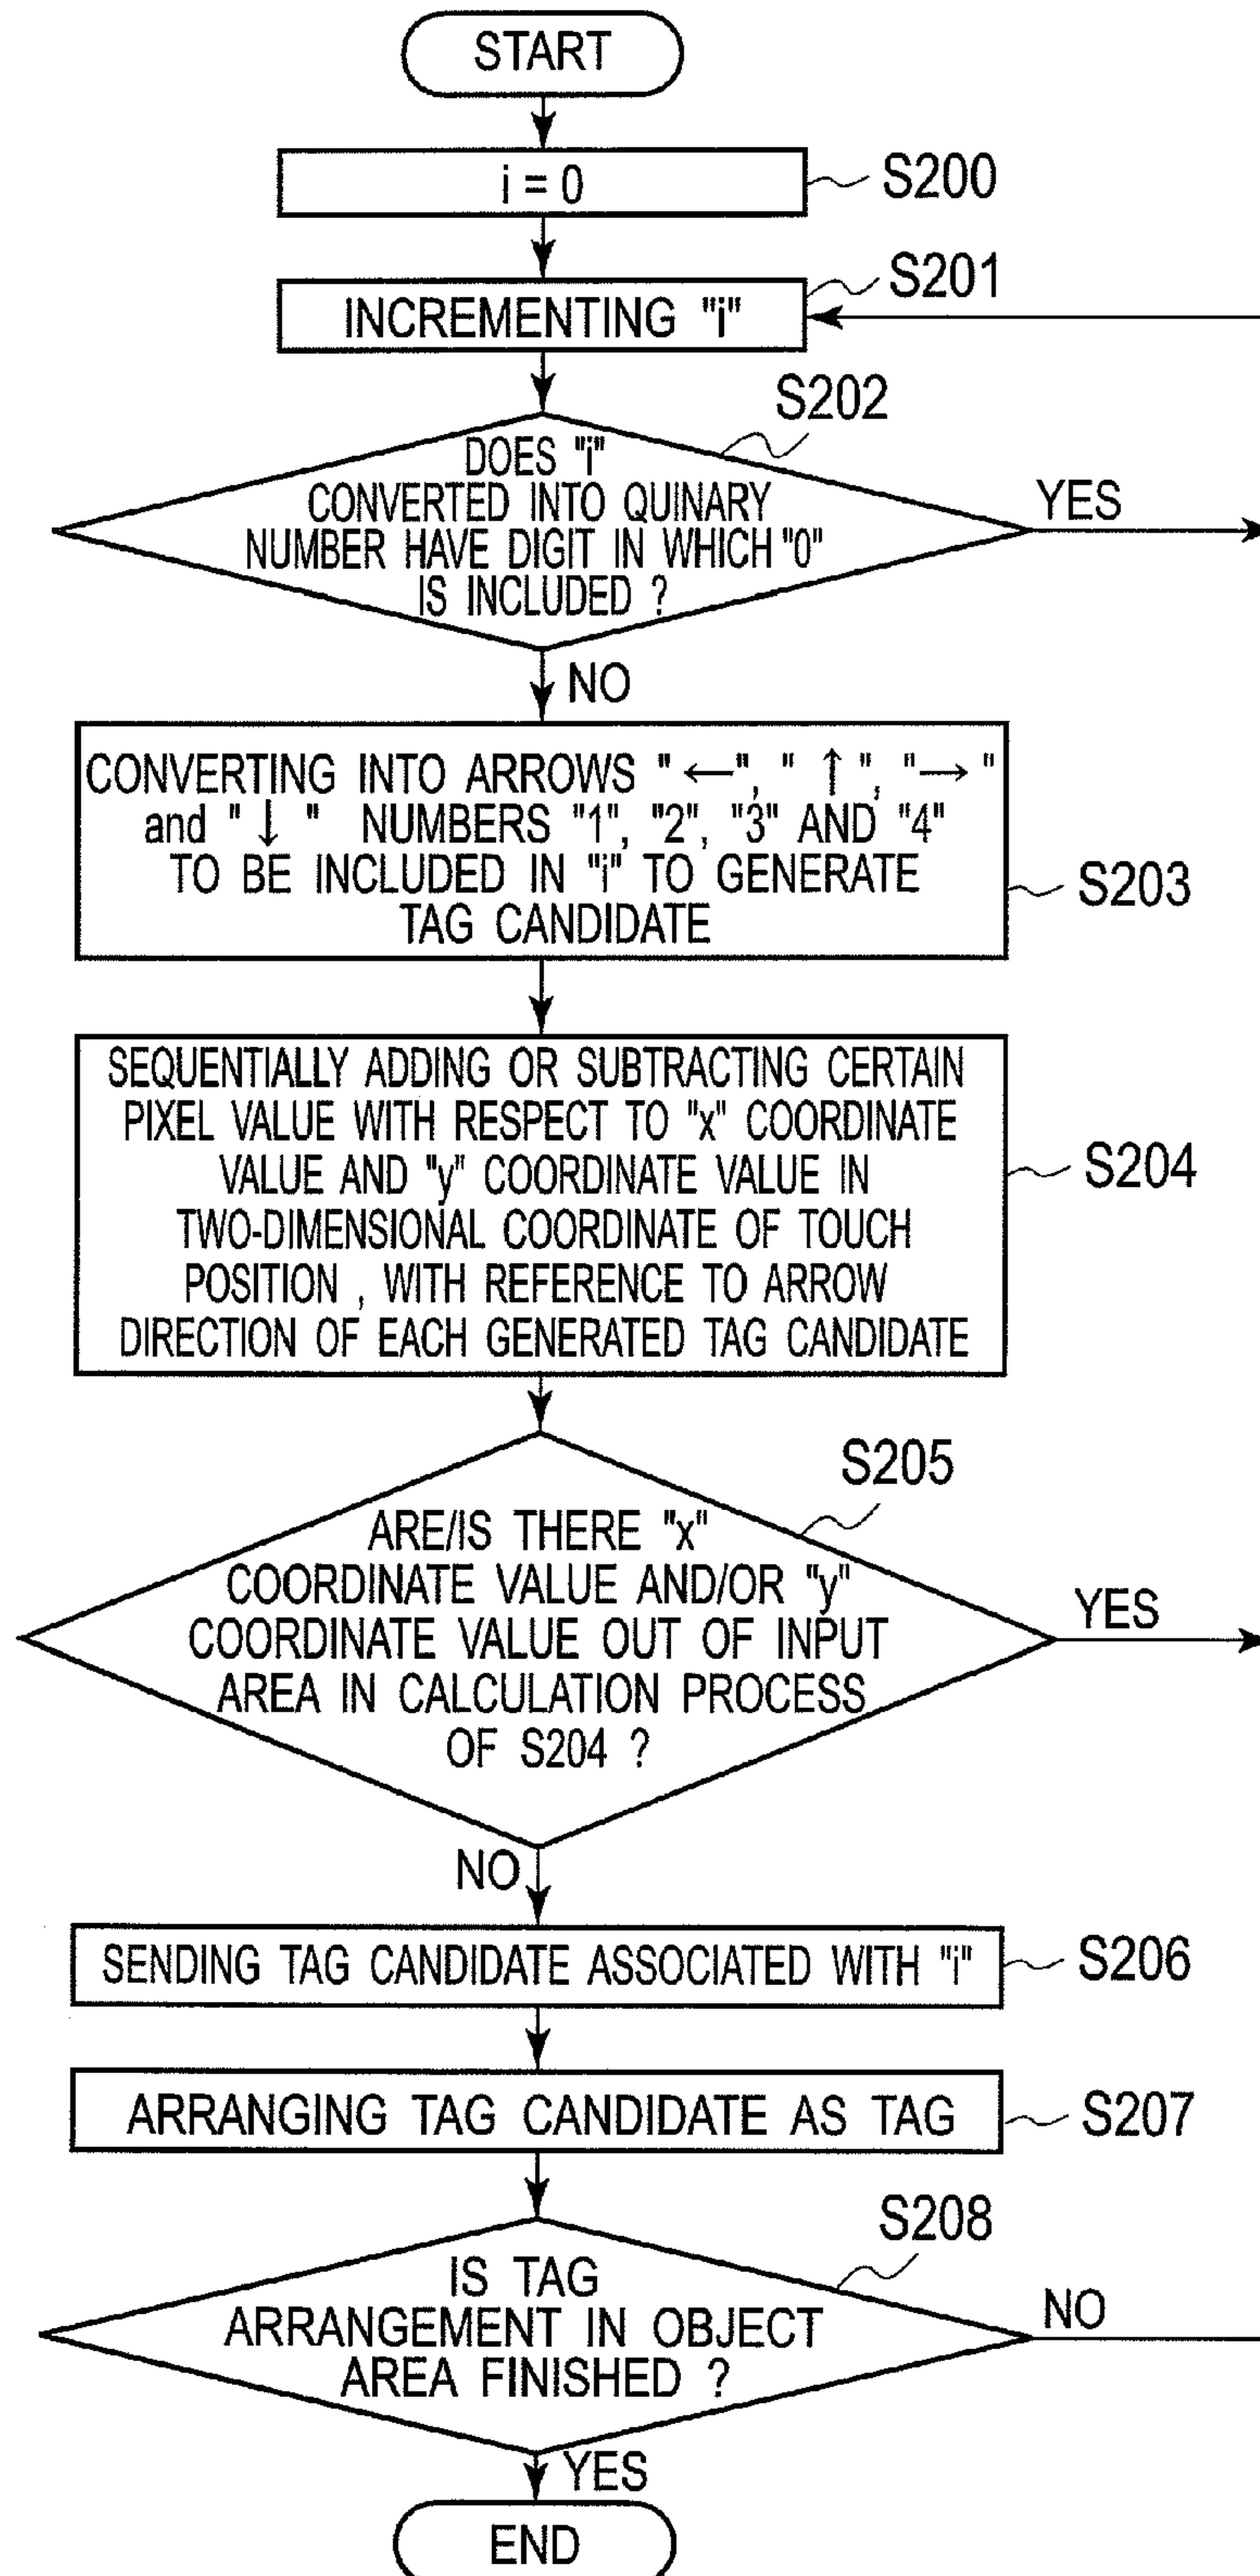 START
i = 0
S200
S201
INCREMENTING "i"
S202
DOES "i"
CONVERTED INTO QUINARY
NUMBER HAVE DIGIT IN WHICH "0"
IS INCLUDED ?
YES
NO
CONVERTING INTO ARROWS "←", "↑", "→"
and "↓" NUMBERS "1", "2", "3" AND "4"
TO BE INCLUDED IN "i" TO GENERATE
TAG CANDIDATE
S203
SEQUENTIALLY ADDING OR SUBTRACTING CERTAIN
PIXEL VALUE WITH RESPECT TO "x" COORDINATE
VALUE AND "y" COORDINATE VALUE IN
TWO-DIMENSIONAL COORDINATE OF TOUCH
POSITION , WITH REFERENCE TO ARROW
DIRECTION OF EACH GENERATED TAG CANDIDATE
S204
S205
ARE/IS THERE "x"
COORDINATE VALUE AND/OR "y"
COORDINATE VALUE OUT OF INPUT
AREA IN CALCULATION PROCESS
OF S204 ?
YES
NO
SENDING TAG CANDIDATE ASSOCIATED WITH "i"
S206
ARRANGING TAG CANDIDATE AS TAG
S207
S208
IS TAG
ARRANGEMENT IN OBJECT
AREA FINISHED ?
NO
YES
END